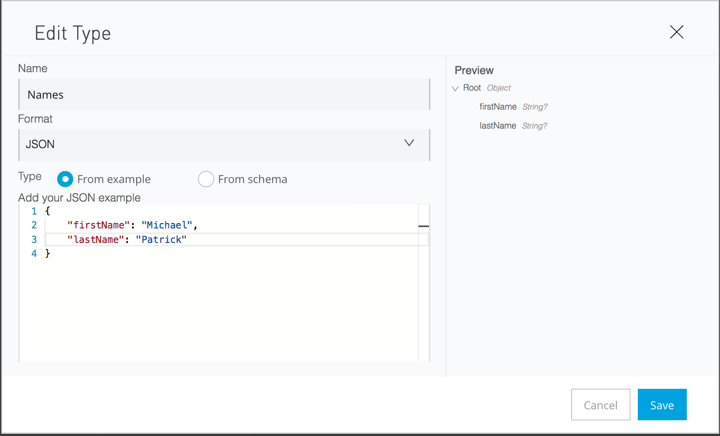 Edit Type
Name
Names
Format
JSON
Type From example From schema
Add your JSON example
1 {
2 "firstName": "Michael",
3 "lastName": "Patrick"
4 }
Preview
Root Object
firstName String?
lastName String?
Cancel Save